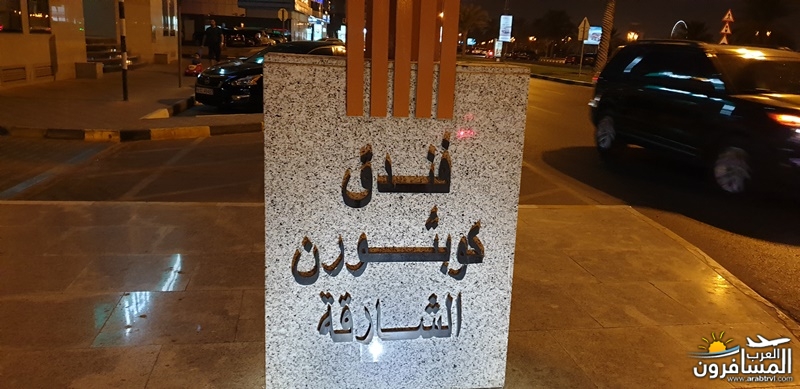 فندق
كوبثورن
الشارقة
العرب
المسافرون
www.arabtrvl.com